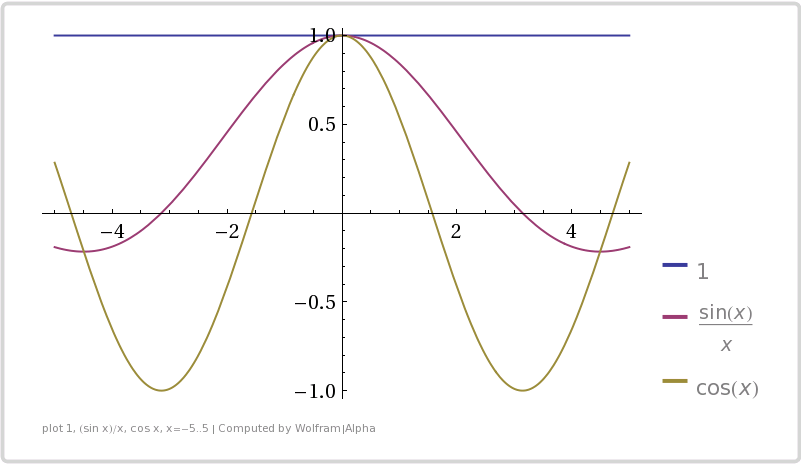 1.0
0.5
−4
−2
2
4
−0.5
−1.0
1
sin(x)
x
cos(x)
plot 1, (sin x)/x, cos x, x=−5..5 | Computed by Wolfram|Alpha